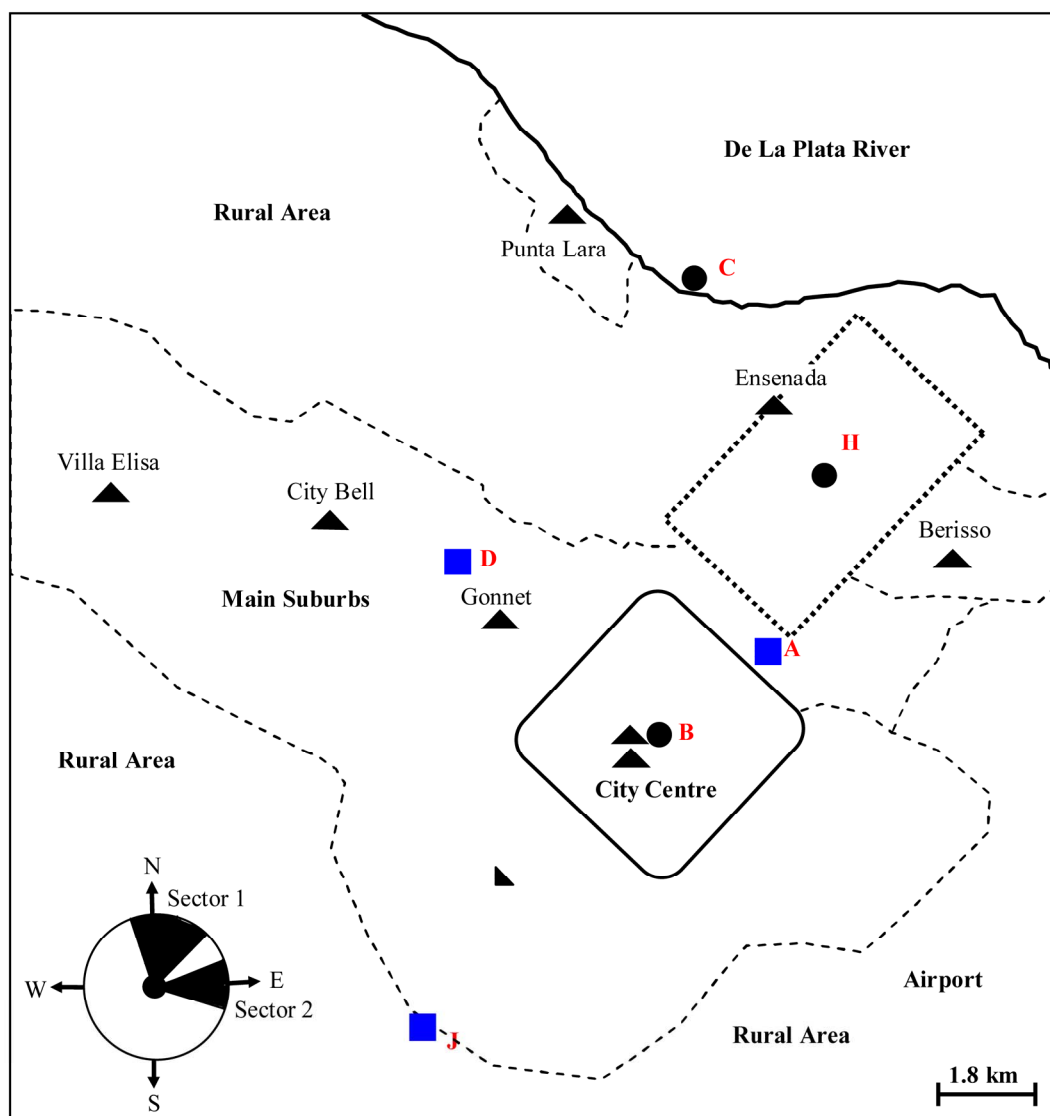 De La Plata River
Rural Area
Punta Lara
C
Ensenada
II
Villa Elisa
City Bell
Berisso
D
Main Suburbs
Gonnet
A
B
Rural Area
City Centre
N
Sector 1
W
E
Sector 2
S
Airport
J
Rural Area
1.8 km